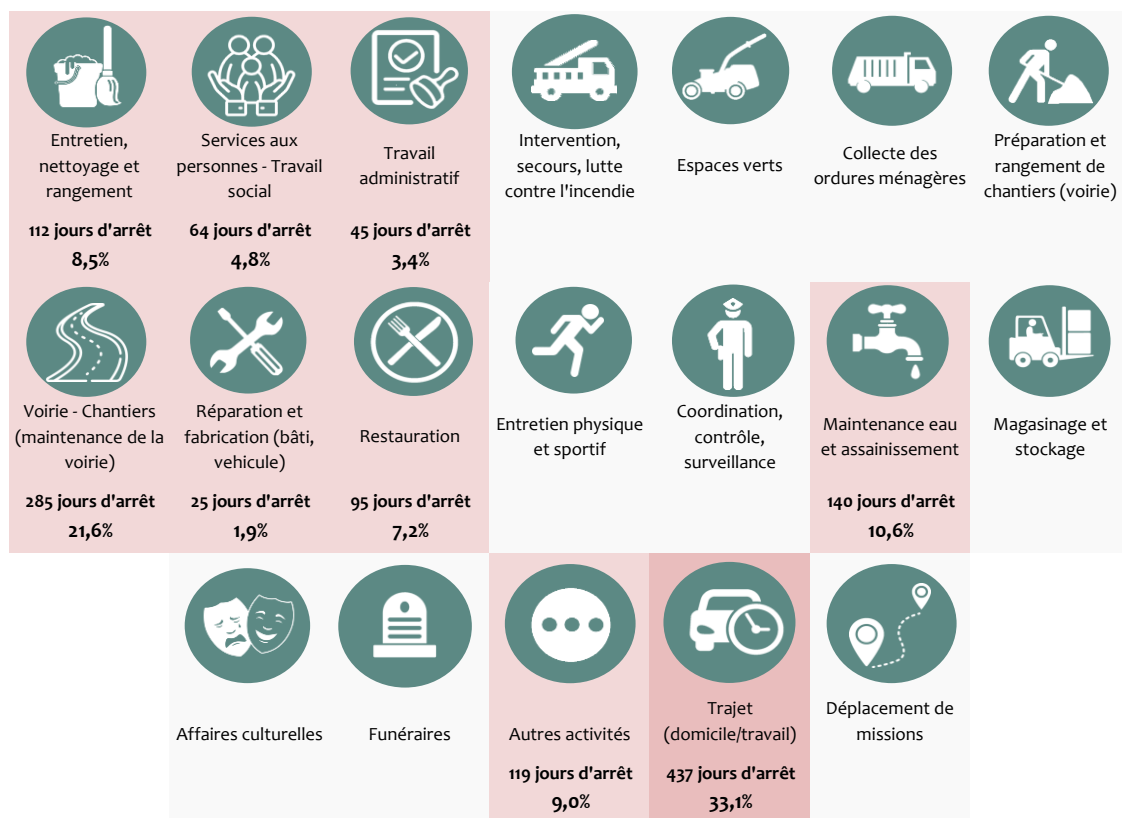 Entretien,
nettoyage et
rangement
112 jours d'arrêt
8,5%
Services aux
personnes - Travail
social
64 jours d'arrêt
4,8%
Travail
administratif
45 jours d'arrêt
3,4%
Intervention,
secours, lutte
contre l'incendie
Espaces verts
Collecte des
ordures ménagères
Préparation et
rangement de
chantiers (voirie)
Voirie - Chantiers
(maintenance de la
voirie)
285 jours d'arrêt
21,6%
Réparation et
fabrication (bâti,
vehicule)
25 jours d'arrêt
1,9%
Restauration
95 jours d'arrêt
7,2%
Entretien physique
et sportif
Coordination,
contrôle,
surveillance
Maintenance eau
et assainissement
140 jours d'arrêt
10,6%
Magasinage et
stockage
Affaires culturelles
Funéraires
Autres activités
119 jours d'arrêt
9,0%
Trajet
(domicile/travail)
437 jours d'arrêt
33,1%
Déplacement de
missions